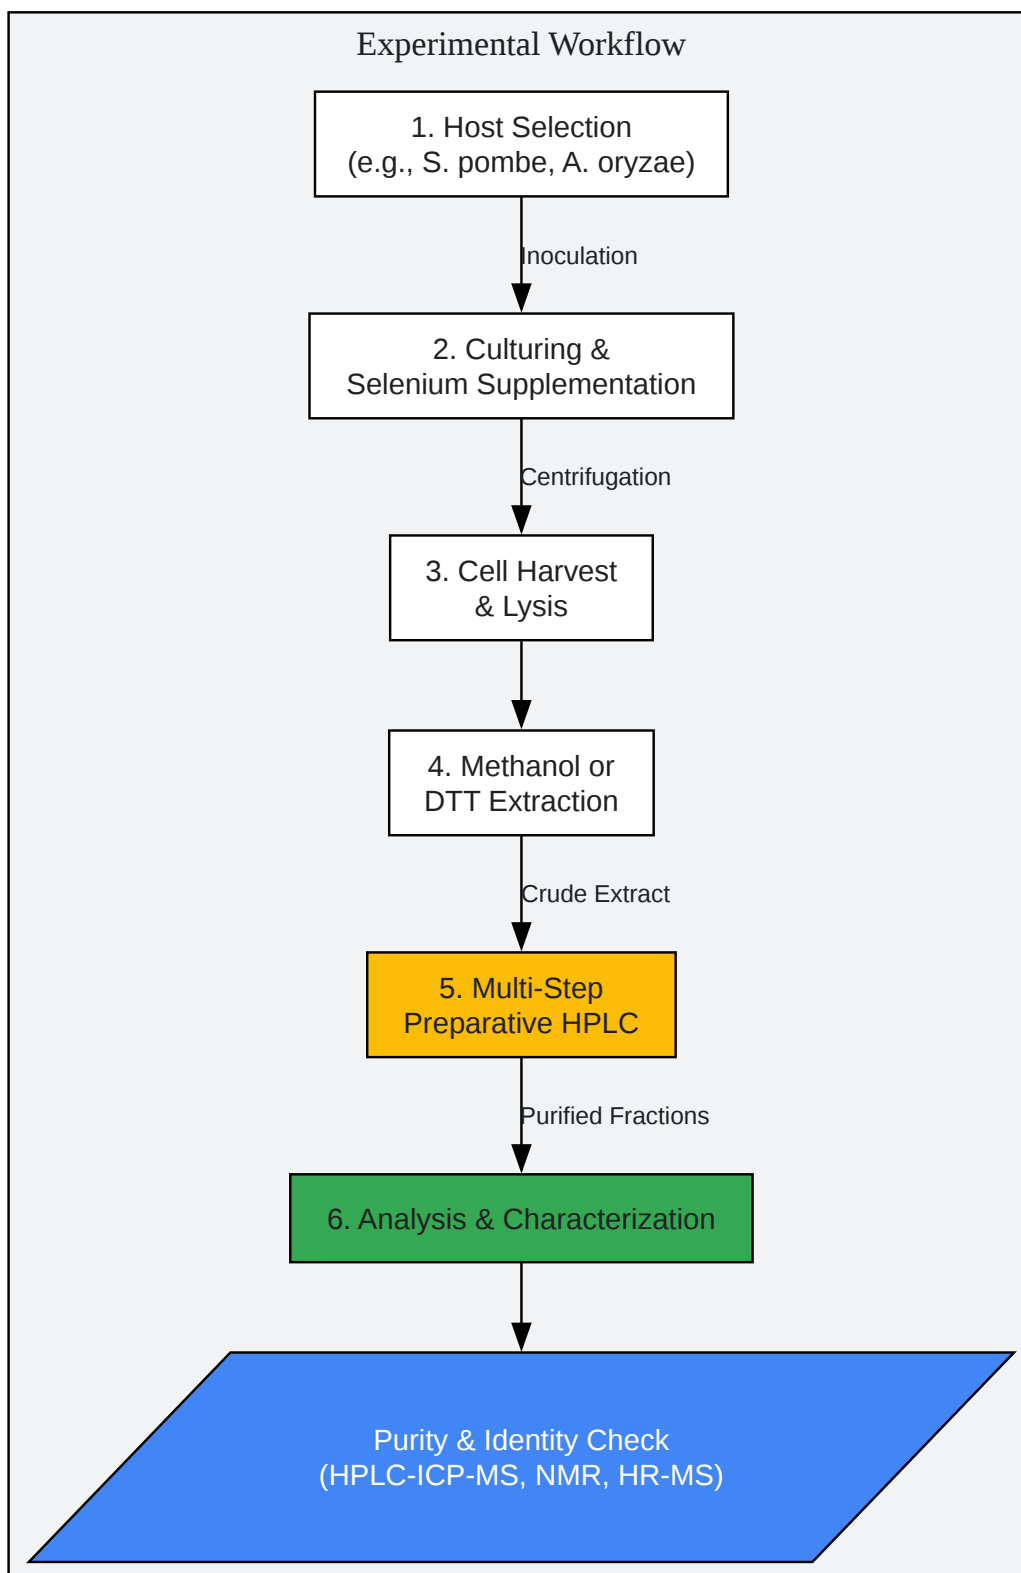 Experimental Workflow
1. Host Selection
(e.g., S. pombe, A. oryzae)
Inoculation
2. Culturing &
Selenium Supplementation
Centrifugation
3. Cell Harvest
& Lysis
4. Methanol or
DTT Extraction
Crude Extract
5. Multi-Step
Preparative HPLC
Purified Fractions
6. Analysis & Characterization
Purity & Identity Check
(HPLC-ICP-MS, NMR, HR-MS)